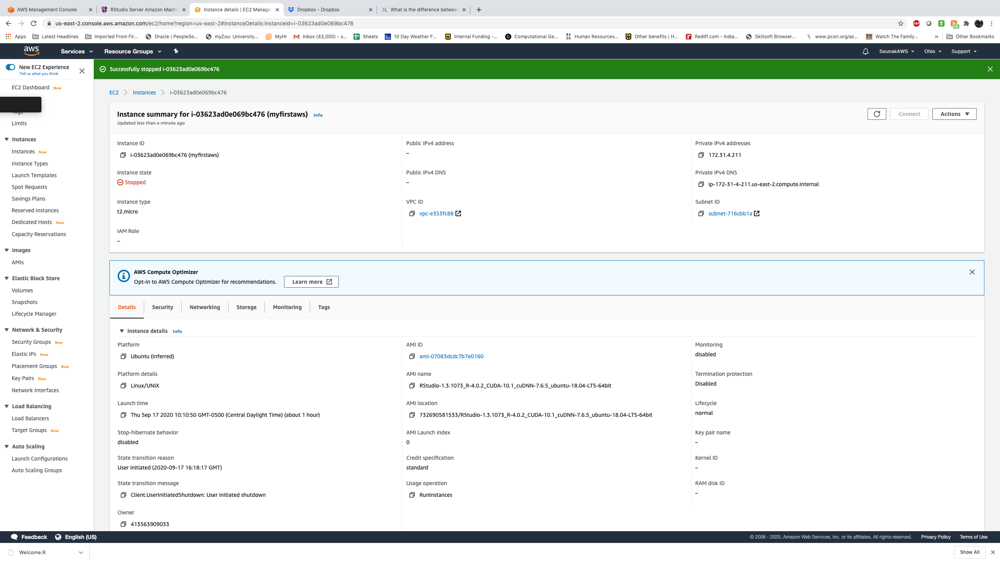 AWS Management Console
RStudio Server Amazon Machi
Instance details | EC2 Manage
Dropbox - Dropbox
What is the difference between
us-east-2.console.aws.amazon.com/ec2/home?region=us-east-2#InstanceDetails:instanceId=i-03623ad0e069bc476
ABP
13
Apps
Latest Headlines
Imported From Fir...
Oracle | PeopleSo...
myZou: University...
MyHr
Inbox (43,000) - s...
Sheets
10 Day Weather F...
Internal Funding -...
Computational Ge...
Human Resources...
Other benefits | H...
Rediff.com - India...
Skillsoft Browser...
www.pcori.org/as...
Watch The Family...
»
Other Bookmarks
aws
Services
Resource Groups
SounakAWS
Ohio
Support
New EC2 Experience
Tell us what you think
Successfully stopped i-03623ad0e069bc476
EC2 Dashboard New
Tags
Limits
Instances
Instances New
Instance Types
Launch Templates
Spot Requests
Savings Plans
Reserved Instances
Dedicated Hosts New
Capacity Reservations
Images
AMIs
Elastic Block Store
Volumes
Snapshots
Lifecycle Manager
Network & Security
Security Groups New
Elastic IPs New
Placement Groups New
Key Pairs New
Network Interfaces
Load Balancing
Load Balancers
Target Groups New
Auto Scaling
Launch Configurations
Auto Scaling Groups
EC2 > Instances > i-03623ad0e069bc476
Instance summary for i-03623ad0e069bc476 (myfirstaws) Info
Updated less than a minute ago
Connect
Actions
Instance ID
i-03623ad0e069bc476 (myfirstaws)
Instance state
Stopped
Instance type
t2.micro
IAM Role
–
Public IPv4 address
–
Public IPv4 DNS
–
VPC ID
vpc-e353fc88
Private IPv4 addresses
172.31.4.211
Private IPv4 DNS
ip-172-31-4-211.us-east-2.compute.internal
Subnet ID
subnet-716cbb1a
AWS Compute Optimizer
Opt-in to AWS Compute Optimizer for recommendations.
Learn more
Details
Security
Networking
Storage
Monitoring
Tags
Instance details Info
Platform
Ubuntu (Inferred)
Platform details
Linux/UNIX
Launch time
Thu Sep 17 2020 10:10:50 GMT-0500 (Central Daylight Time) (about 1 hour)
Stop-hibernate behavior
disabled
State transition reason
User initiated (2020-09-17 16:18:17 GMT)
State transition message
Client.UserInitiatedShutdown: User initiated shutdown
Owner
413563909033
AMI ID
ami-07083dcdc7b7e0160
AMI name
RStudio-1.3.1073_R-4.0.2_CUDA-10.1_cuDNN-7.6.5_ubuntu-18.04-LTS-64bit
AMI location
732690581533/RStudio-1.3.1073_R-4.0.2_CUDA-10.1_cuDNN-7.6.5_ubuntu-18.04-LTS-64bit
AMI Launch index
0
Credit specification
standard
Usage operation
RunInstances
Monitoring
disabled
Termination protection
Disabled
Lifecycle
normal
Key pair name
–
Kernel ID
–
RAM disk ID
–
Feedback
English (US)
© 2008 - 2020, Amazon Web Services, Inc. or its affiliates. All rights reserved.
Privacy Policy
Terms of Use
Welcome.R
Show All